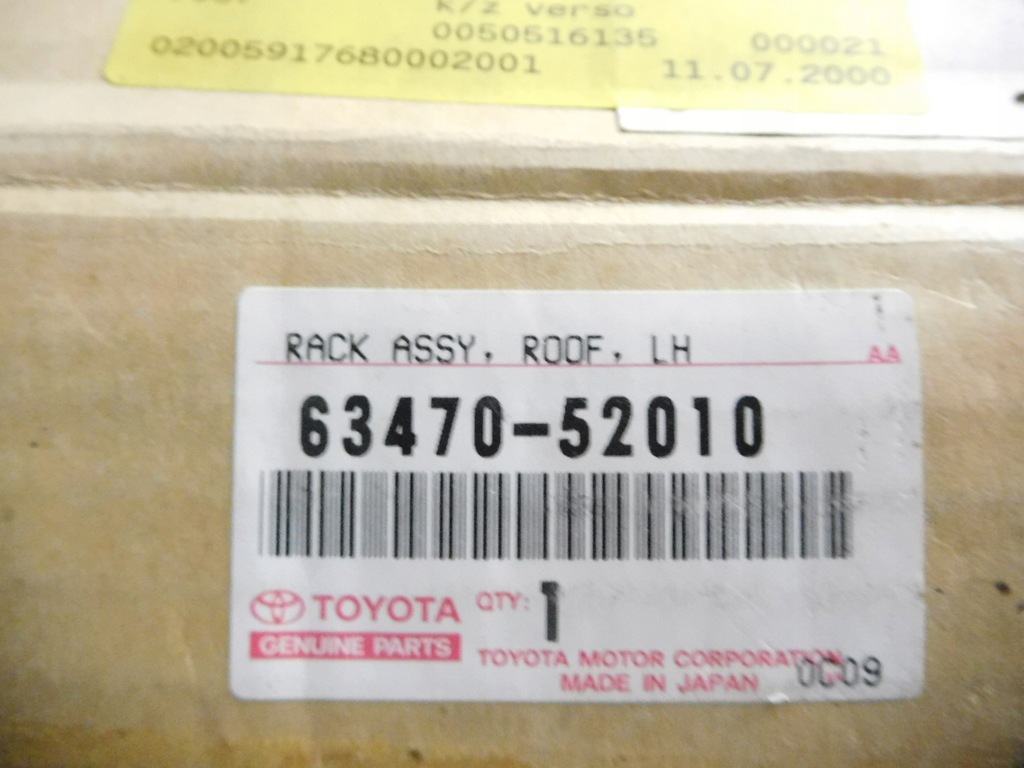 k/z verso
0050516135 000021
02005917680002001 11.07.2000
RACK ASSY, ROOF, LH
AA
63470-52010
TOYOTA QTY: 1
GENUINE PARTS
TOYOTA MOTOR CORPORATION
MADE IN JAPAN 0C09